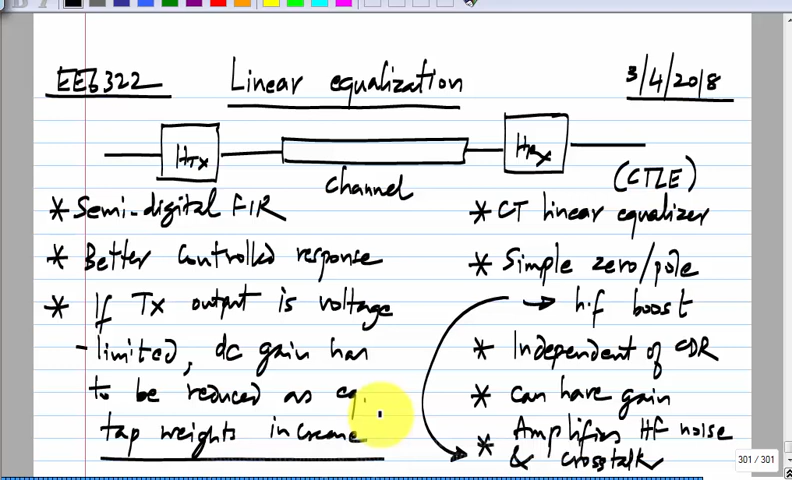 EE6322 Linear equalization 3/4/2018
HTx HRx
channel (CTLE)
* Semi-digital FIR
* Better controlled response
* If Tx output is voltage
- limited, dc gain has
to be reduced as eq.
tap weights increase
* CT linear equalizer
* Simple zero/pole
→ h.f boost
* Independent of CDR
* can have gain
* Amplifies HF noise
& crosstalk
301 / 301